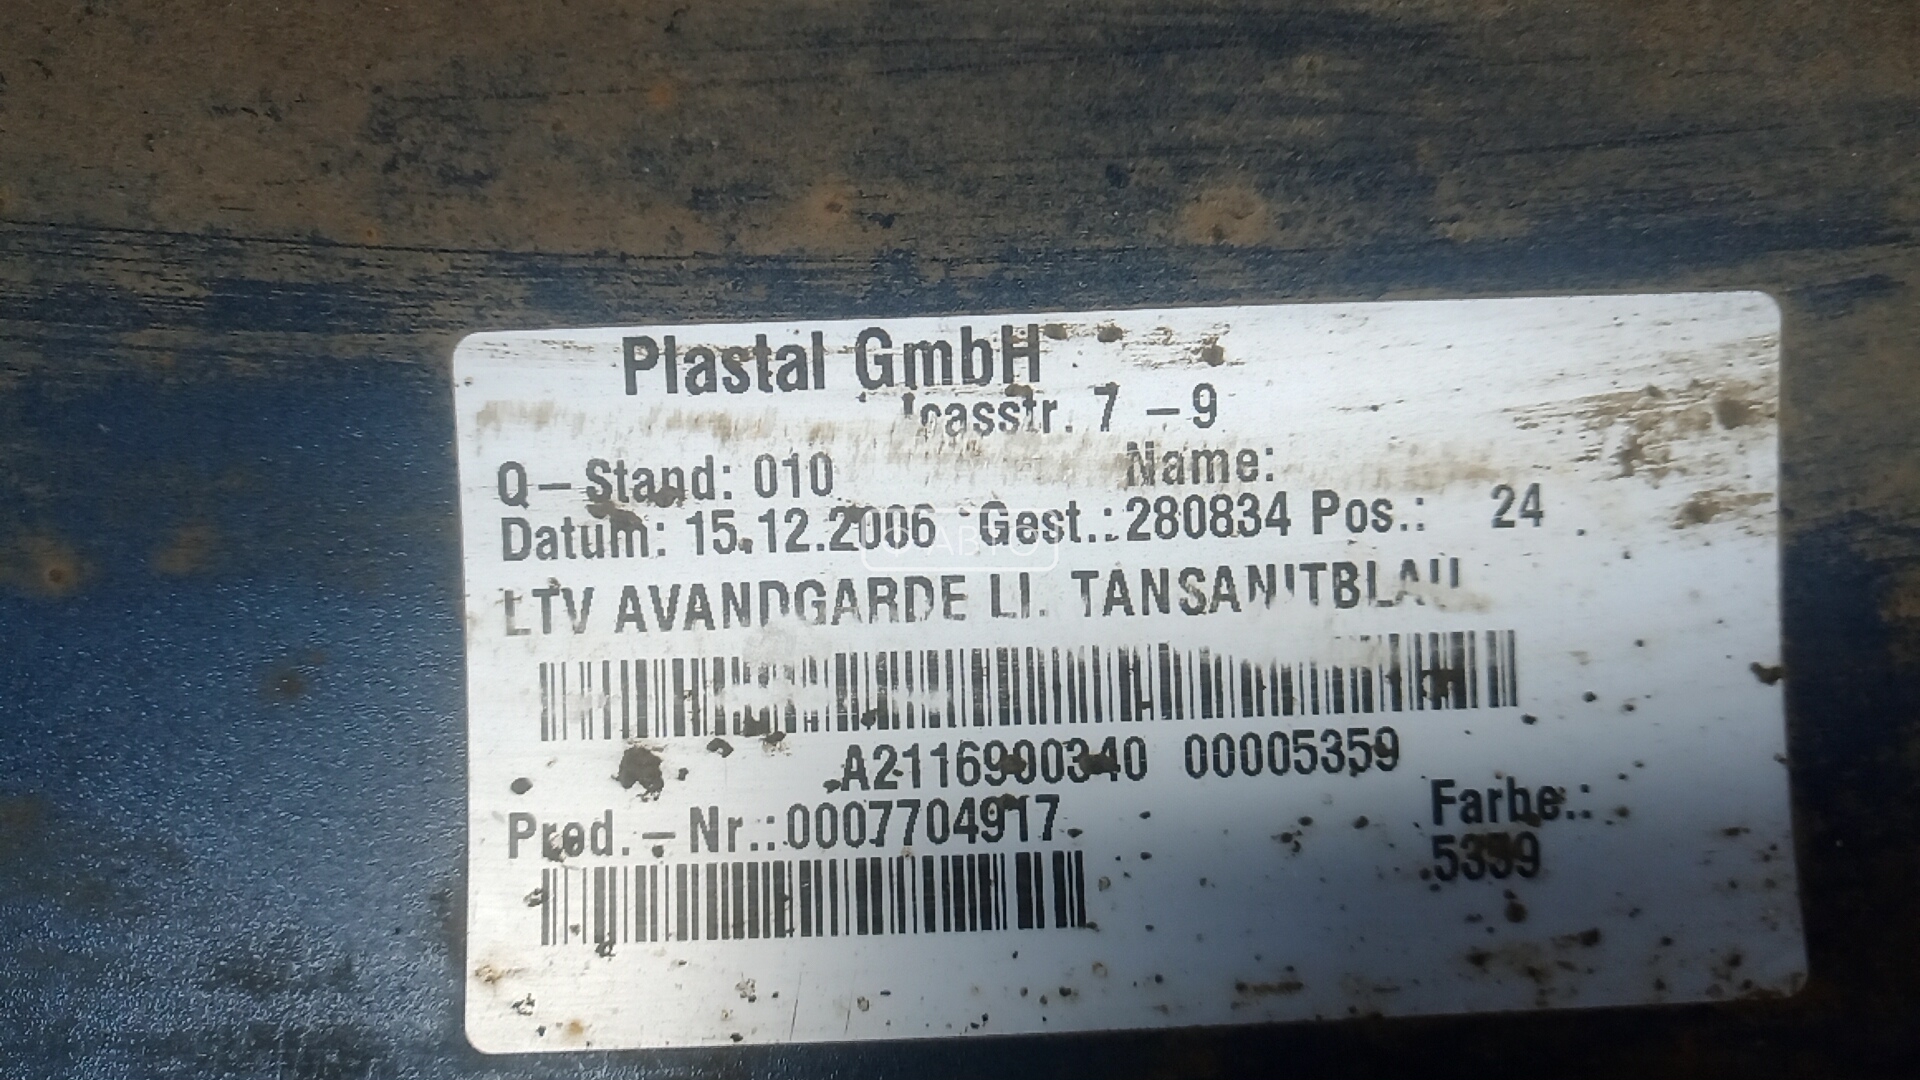 Plastal GmbH
7 - 9
Q - Stand: 010 Name:
Datum: 15.12.2006 Gest.: 280834 Pos.: 24
LTV AVANDGARDE LI. TANSANITBLAU
A2116900340 00005359
Prod. - Nr.: 0007704917 Farbe.:
5359